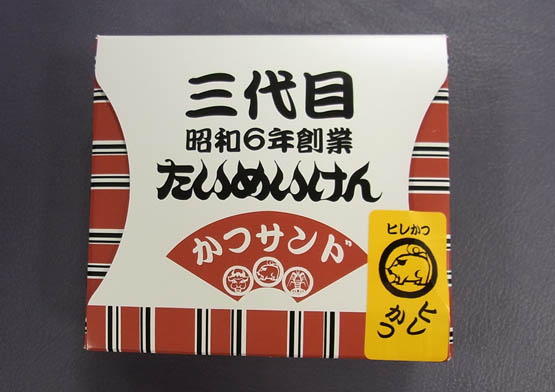 三代目
昭和6年創業
たいめいけん
かつサンド
ヒレかつ
ヒレ
かつ